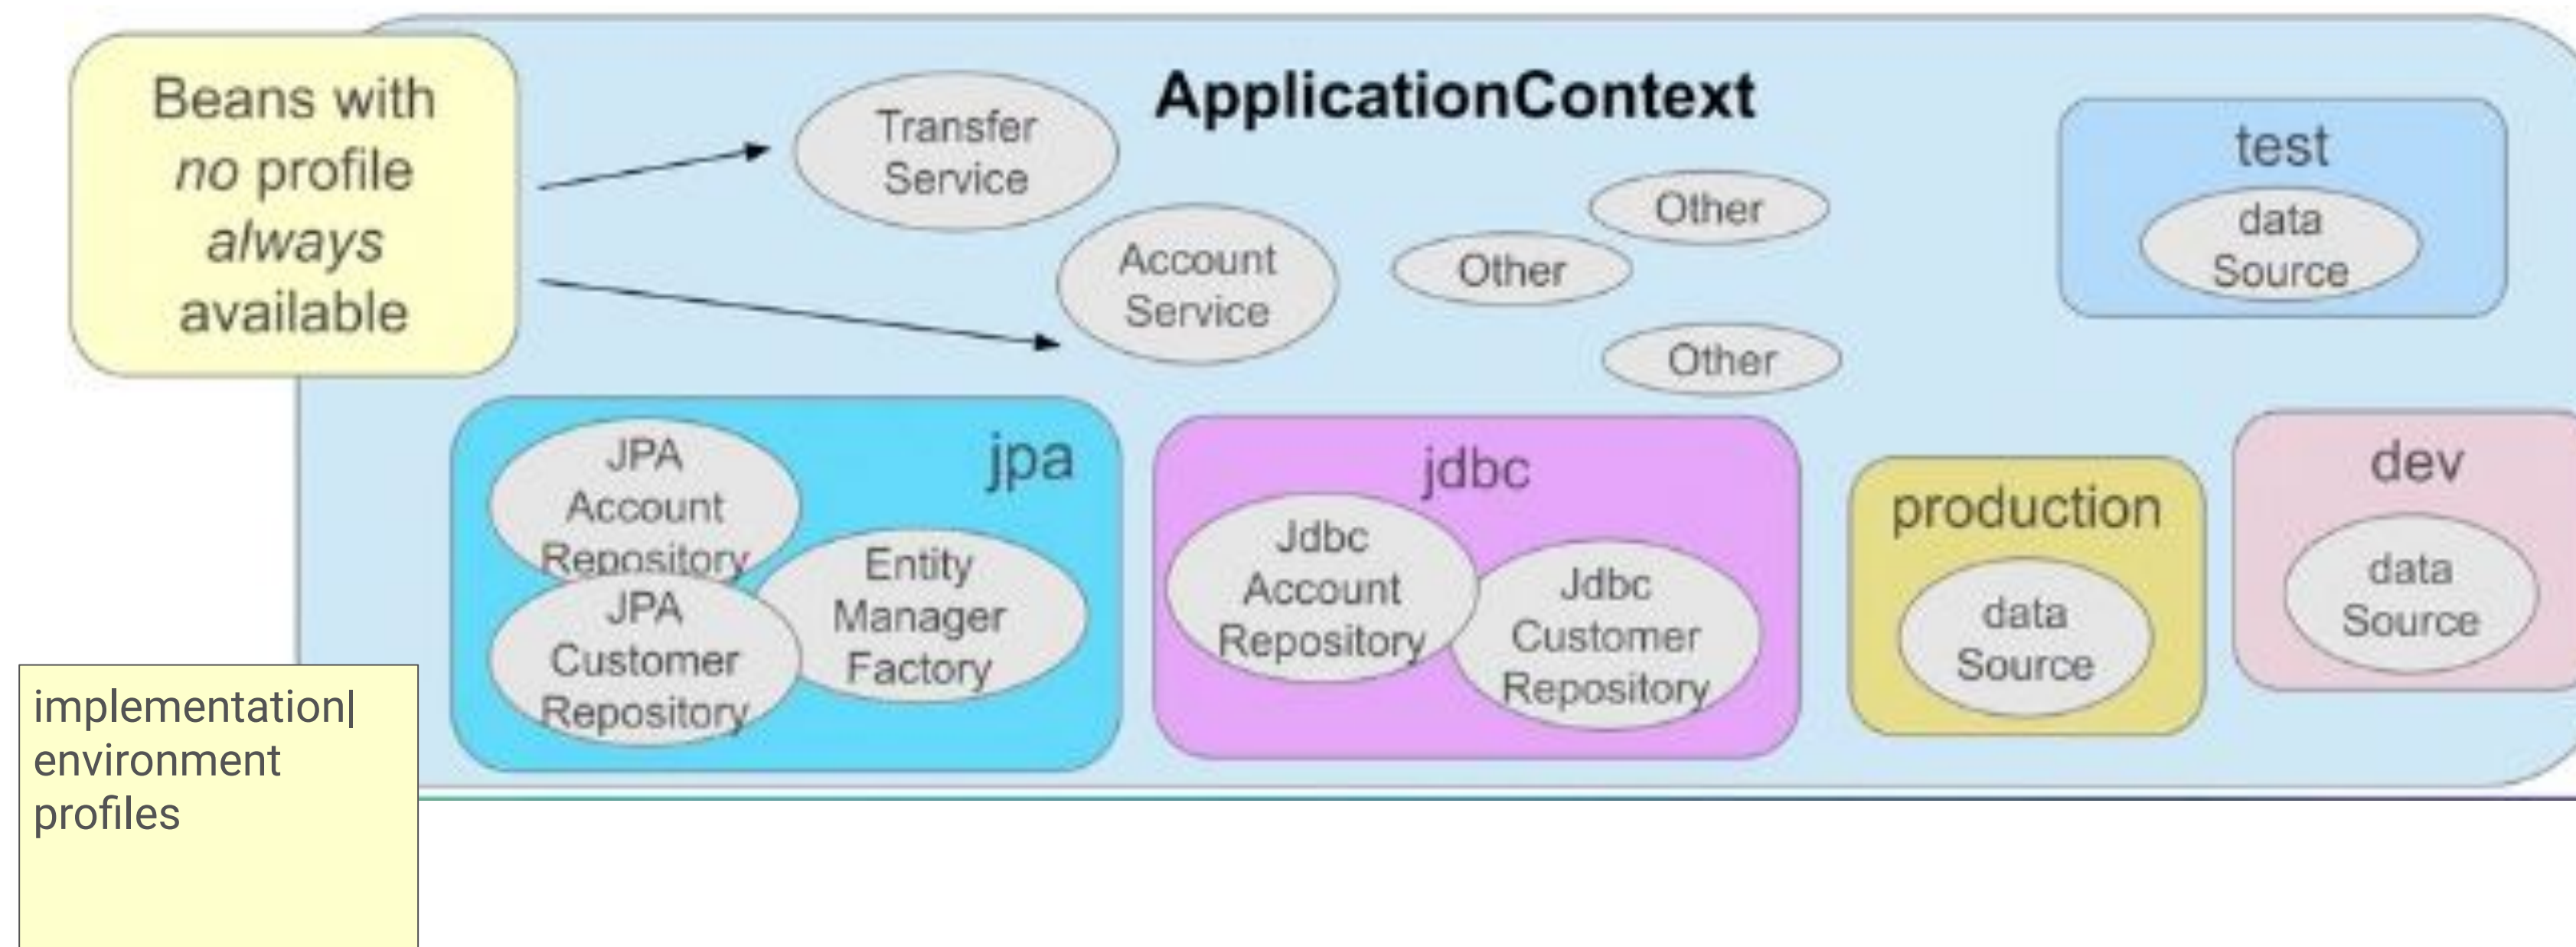 Beans with
no profile
always
available
Transfer
Service
ApplicationContext
Account
Service
Other
Other
Other
test
data
Source
jpa
JPA
Account
Repository
JPA
Customer
Repository
Entity
Manager
Factory
jdbc
Jdbc
Account
Repository
Jdbc
Customer
Repository
production
data
Source
dev
data
Source
implementation|
environment
profiles